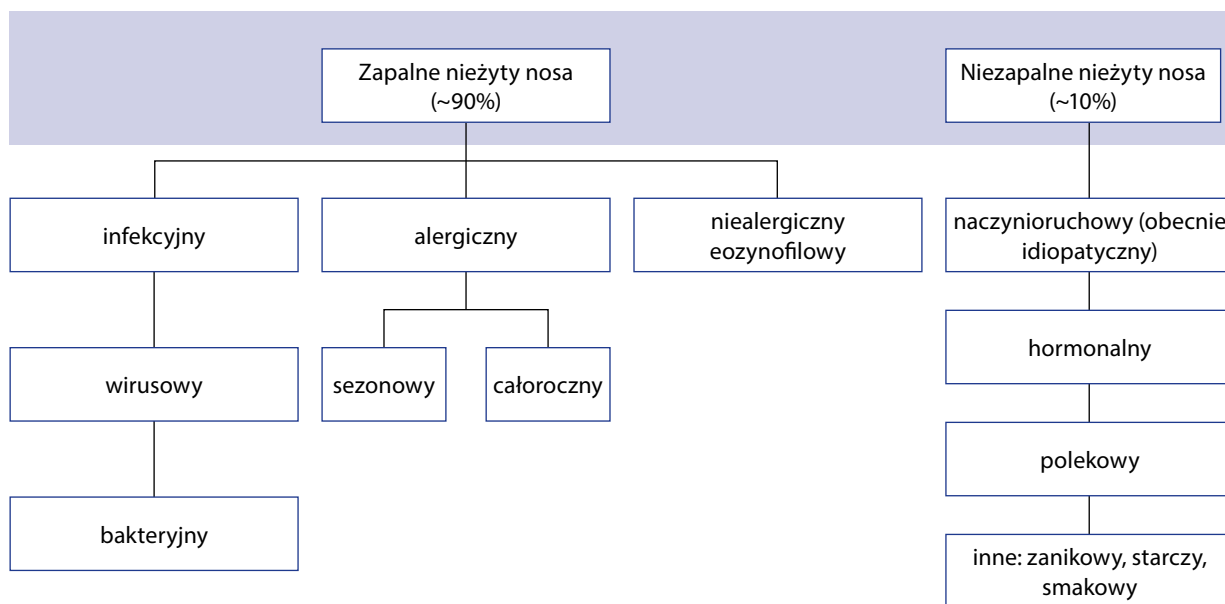 Zapalne nieżyty nosa
(~90%)
Niezapalne nieżyty nosa
(~10%)
infekcyjny
alergiczny
niealergiczny
eozynofilowy
naczynioruchowy (obecnie
idiopatyczny)
hormonalny
wirusowy
sezonowy
całoroczny
polekowy
bakteryjny
inne: zanikowy, starczy,
smakowy